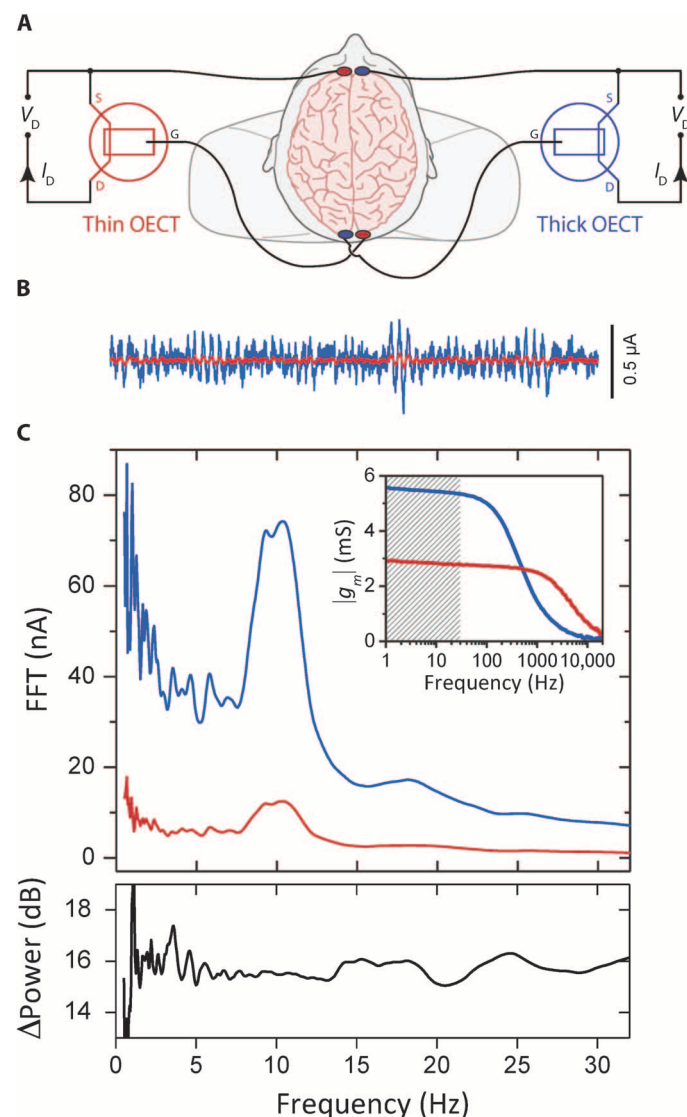 A
S
V_D
G
I_D
D
Thin OECT
S
V_D
G
I_D
D
Thick OECT
B
0.5 µA
C
FFT (nA)
80
60
40
20
0
|g_m| (mS)
6
4
2
0
1 10 100 1000 10,000
Frequency (Hz)
ΔPower (dB)
18
16
14
0 5 10 15 20 25 30
Frequency (Hz)